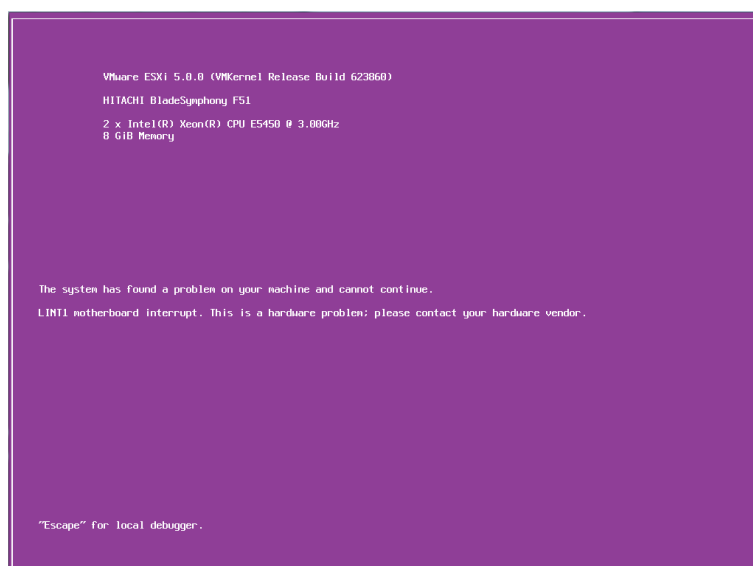 VMware ESXi 5.0.0 (VMKernel Release Build 623860)
HITACHI BladeSymphony F51
2 x Intel(R) Xeon(R) CPU E5450 @ 3.00GHz
8 GiB Memory
The system has found a problem on your machine and cannot continue.
LINT1 motherboard interrupt. This is a hardware problem; please contact your hardware vendor.
"Escape" for local debugger.